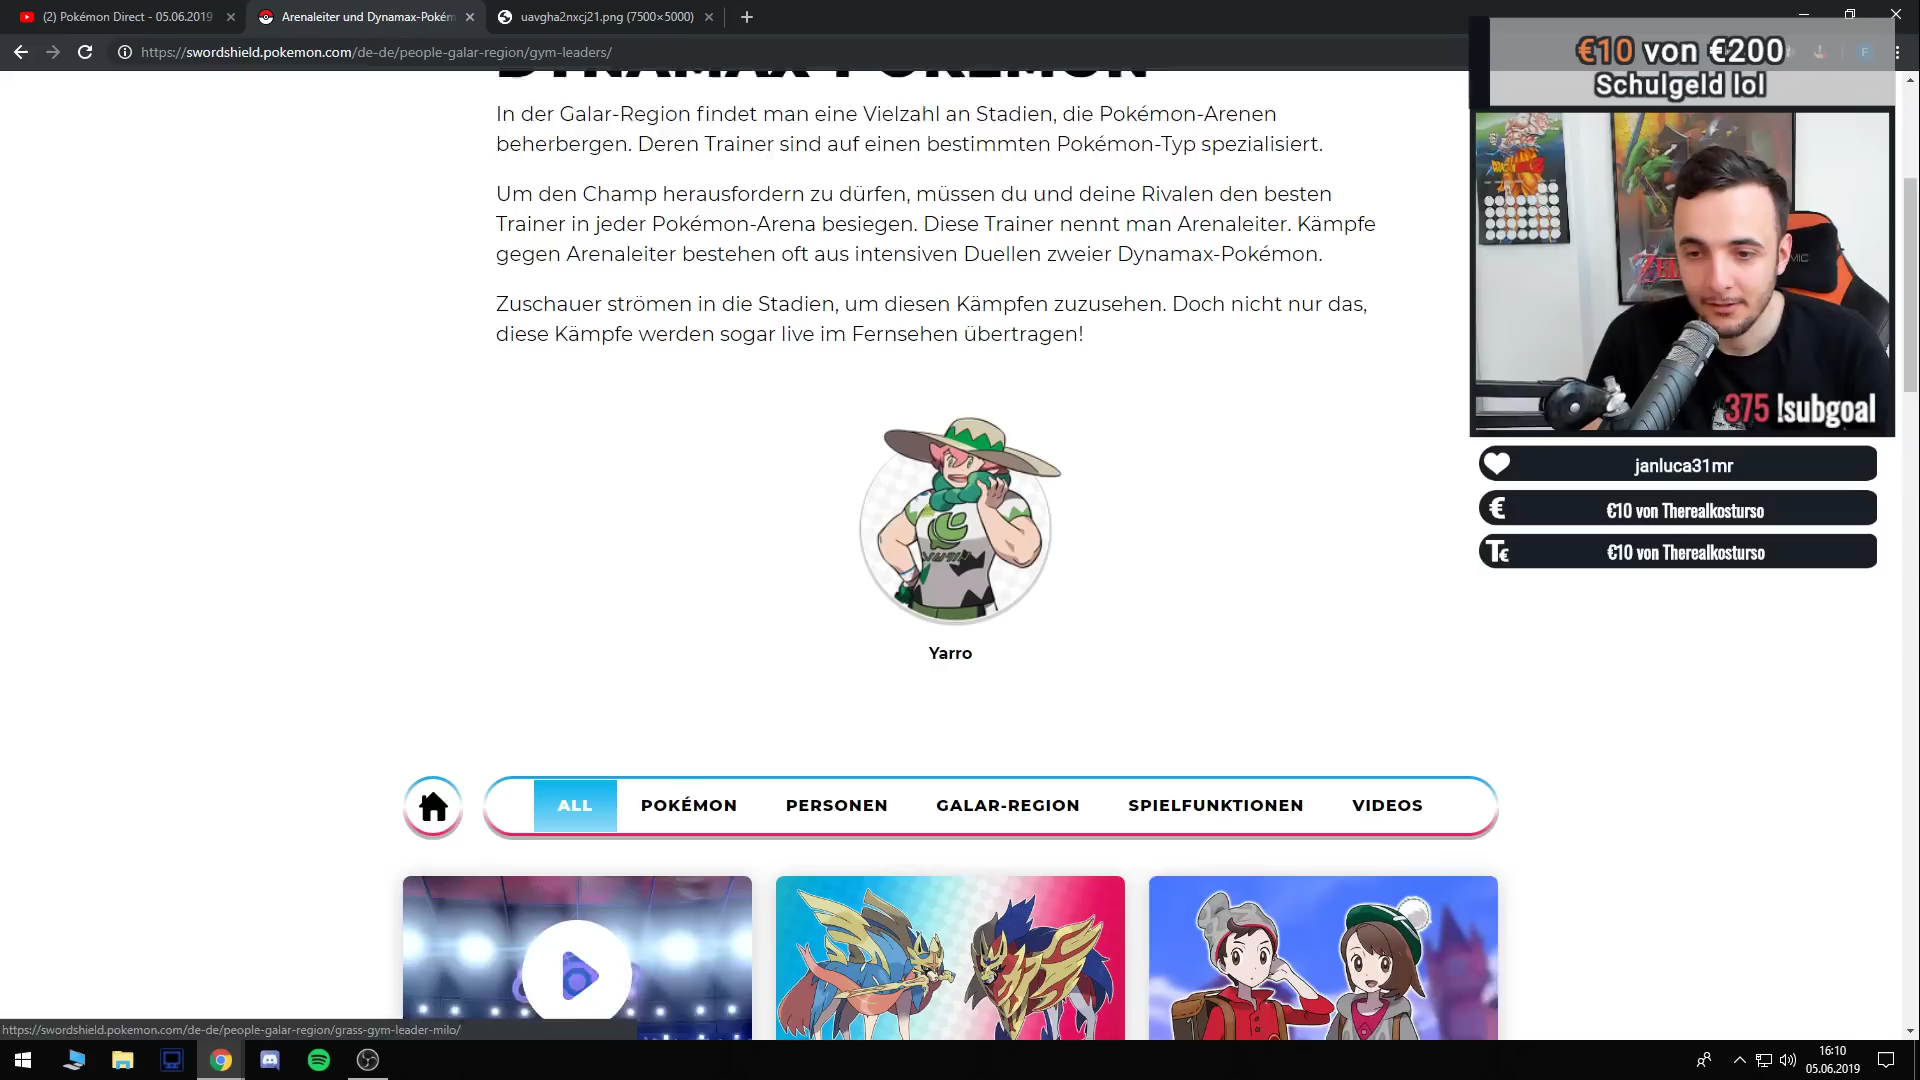 (2) Pokémon Direct - 05.06.2019
Arenaleiter und Dynamax-Pokém
uavgha2nxcj21.png (7500×5000)
https://swordshield.pokemon.com/de-de/people-galar-region/gym-leaders/
€10 von €200
Schulgeld lol
DYNAMAX-POKÉMON
In der Galar-Region findet man eine Vielzahl an Stadien, die Pokémon-Arenen
beherbergen. Deren Trainer sind auf einen bestimmten Pokémon-Typ spezialisiert.
Um den Champ herausfordern zu dürfen, müssen du und deine Rivalen den besten
Trainer in jeder Pokémon-Arena besiegen. Diese Trainer nennt man Arenaleiter. Kämpfe
gegen Arenaleiter bestehen oft aus intensiven Duellen zweier Dynamax-Pokémon.
Zuschauer strömen in die Stadien, um diesen Kämpfen zuzusehen. Doch nicht nur das,
diese Kämpfe werden sogar live im Fernsehen übertragen!
375 !subgoal
janluca31mr
€ €10 von Therealkosturso
T€ €10 von Therealkosturso
Yarro
ALL POKÉMON PERSONEN GALAR-REGION SPIELFUNKTIONEN VIDEOS
https://swordshield.pokemon.com/de-de/people-galar-region/grass-gym-leader-milo/
16:10
05.06.2019